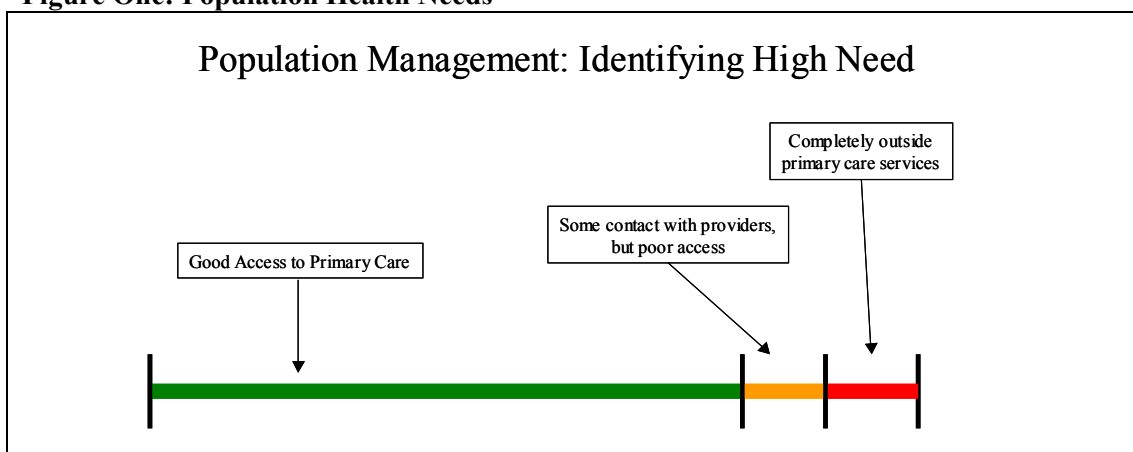 Figure One: Population Health Needs
Population Management: Identifying High Need
Completely outside
primary care services
Some contact with providers,
but poor access
Good Access to Primary Care